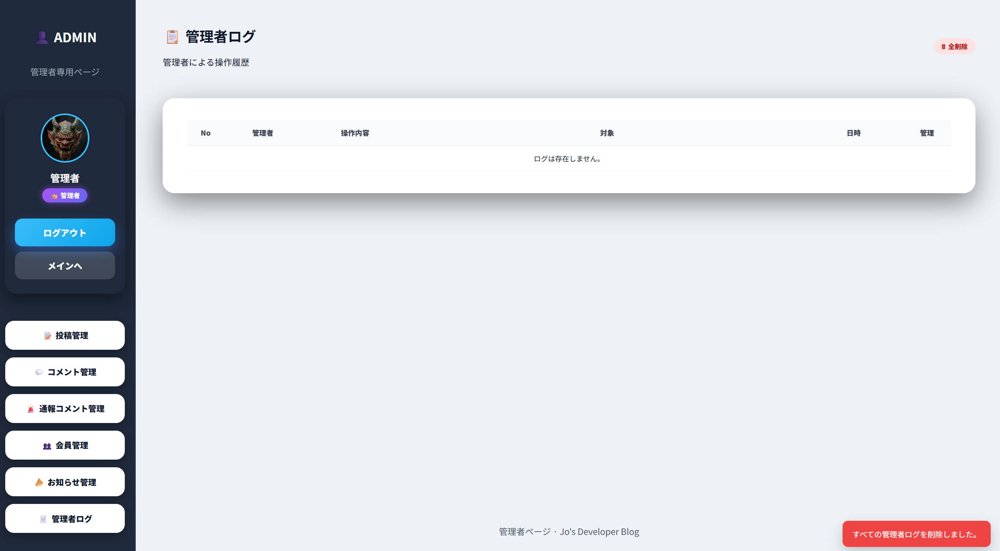 ADMIN
管理者専用ページ
管理者
管理者
ログアウト
メインへ
投稿管理
コメント管理
通報コメント管理
会員管理
お知らせ管理
管理者ログ
管理者ログ
管理者による操作履歴
全削除
No 管理者 操作内容 対象 日時 管理
ログは存在しません。
管理者ページ · Jo's Developer Blog
すべての管理者ログを削除しました。